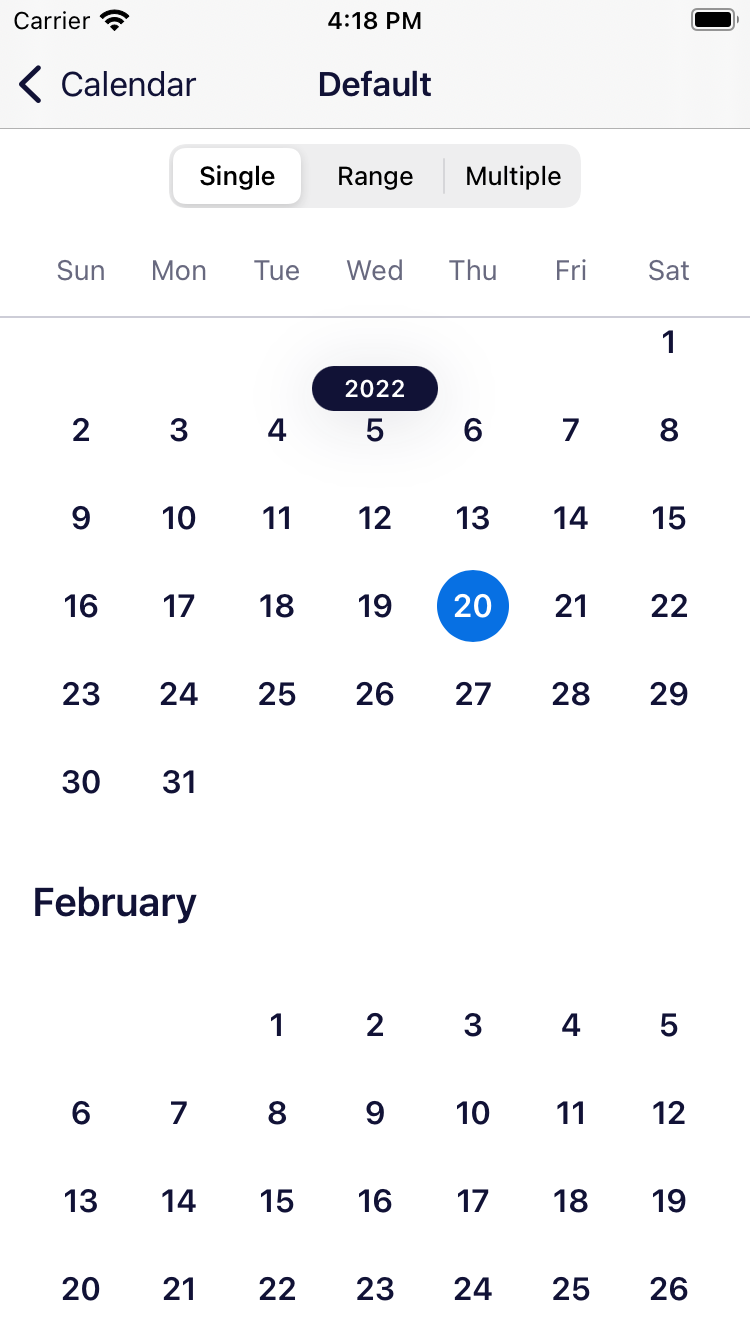 Carrier 4:18 PM
Calendar Default
Single Range Multiple
Sun Mon Tue Wed Thu Fri Sat
1
2022
2 3 4 5 6 7 8
9 10 11 12 13 14 15
16 17 18 19 20 21 22
23 24 25 26 27 28 29
30 31
February
1 2 3 4 5
6 7 8 9 10 11 12
13 14 15 16 17 18 19
20 21 22 23 24 25 26